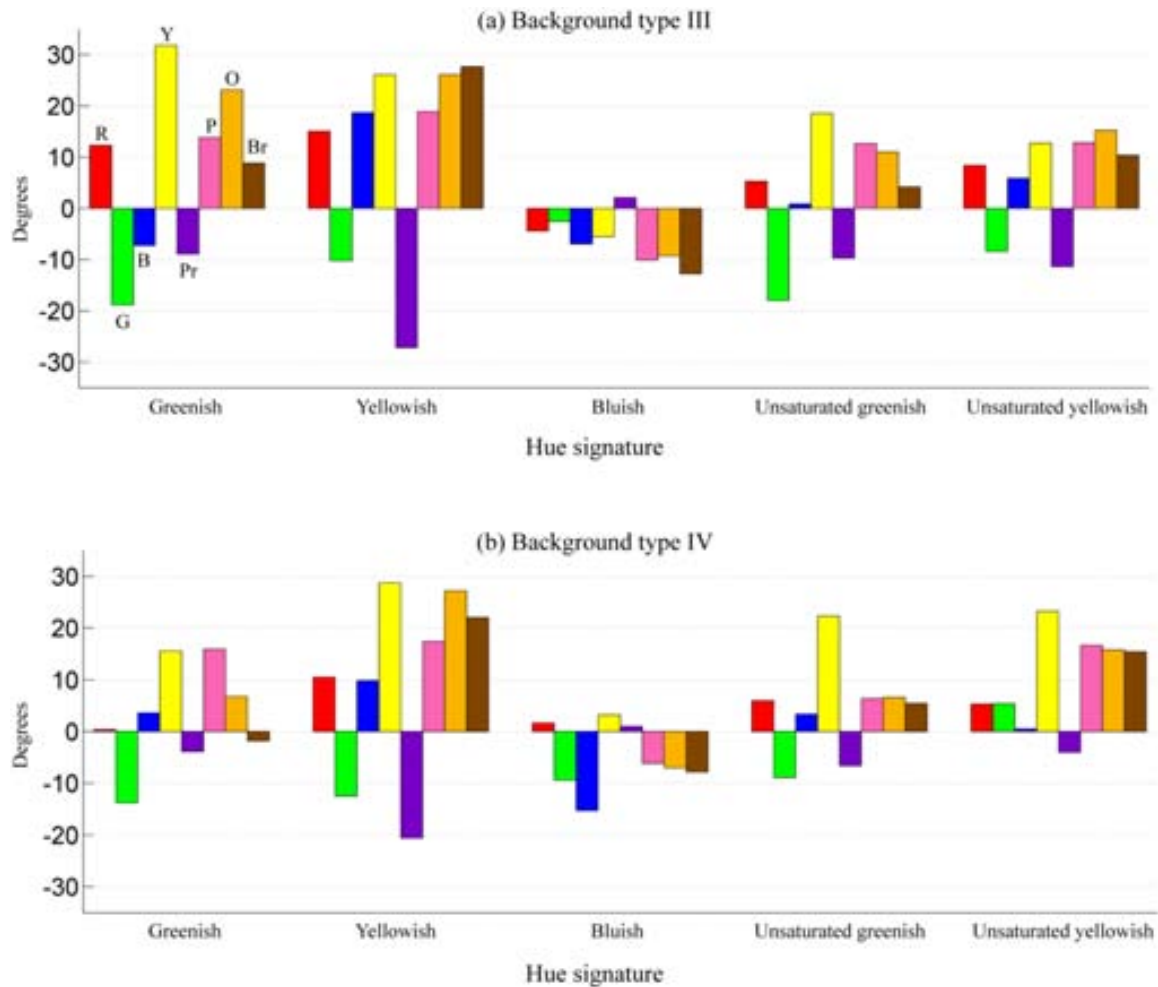 (a) Background type III
Degrees
30
20
10
0
-10
-20
-30
R
G
B
Y
Pr
P
O
Br
Greenish Yellowish Bluish Unsaturated greenish Unsaturated yellowish
Hue signature
(b) Background type IV
Degrees
30
20
10
0
-10
-20
-30
Greenish Yellowish Bluish Unsaturated greenish Unsaturated yellowish
Hue signature